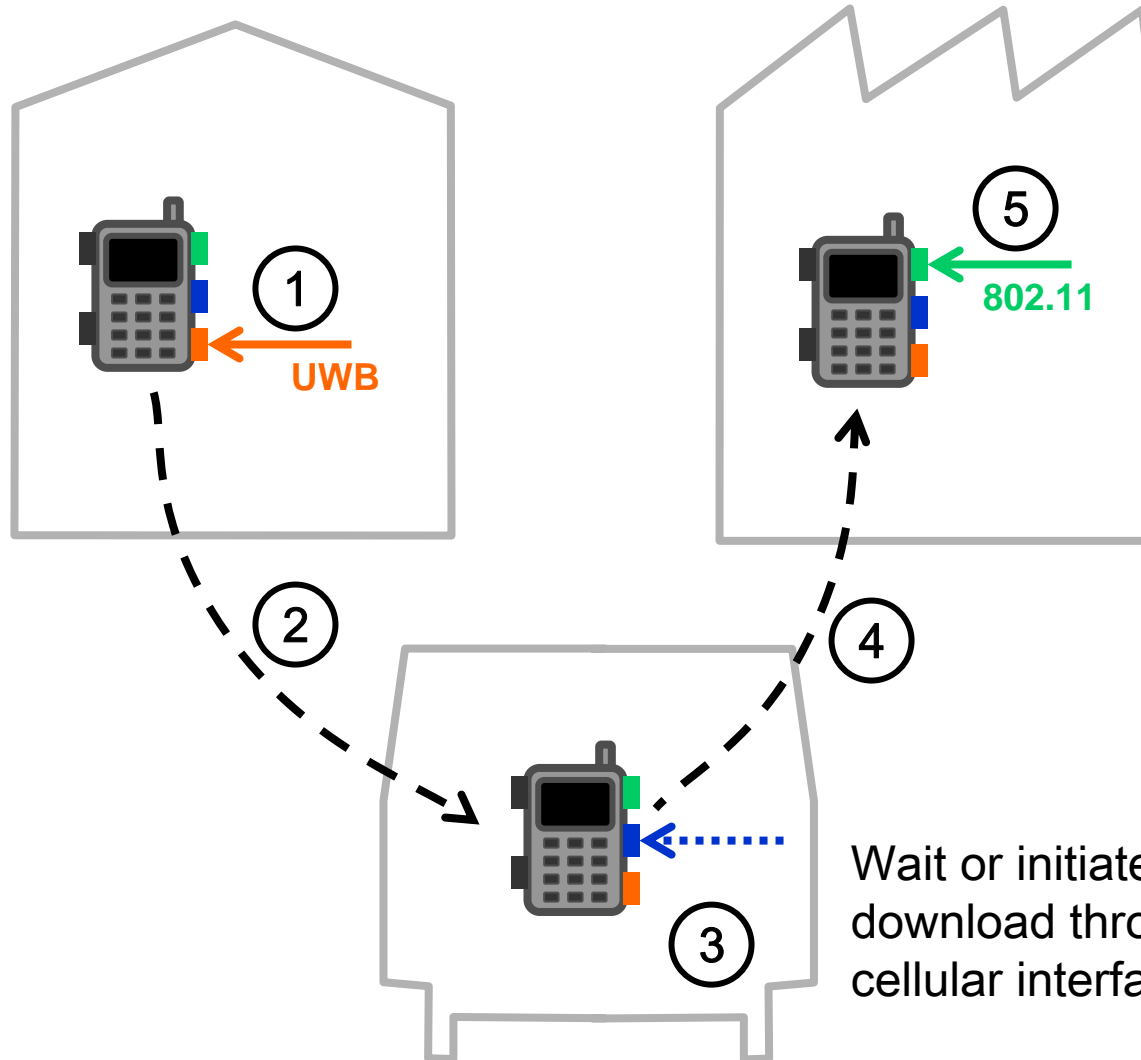 1
5
802.11
UWB
2
4
Wait or initiate
download thro
cellular interfa
3